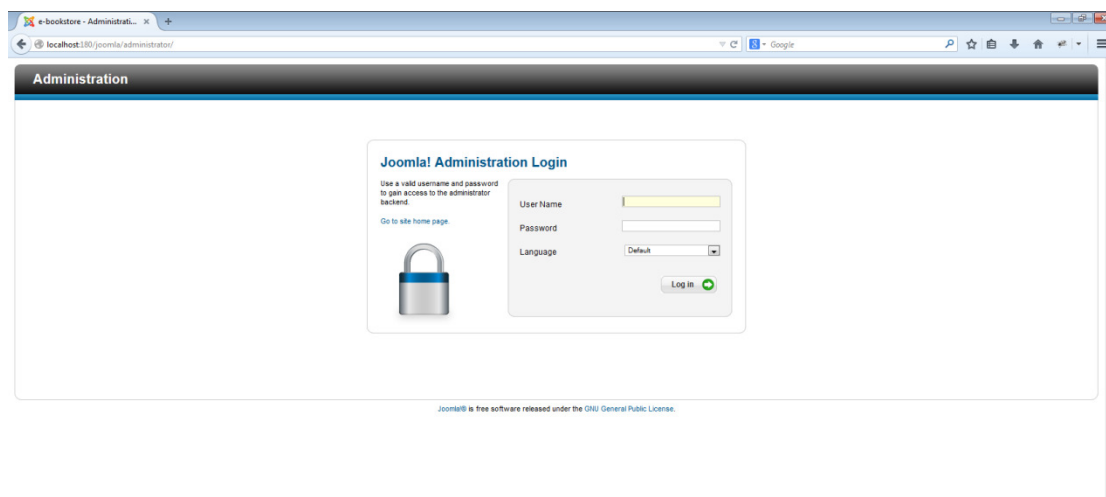 e-bookstore - Administrati...
localhost:180/joomla/administrator/
Google
Administration
Joomla! Administration Login
Use a valid username and password
to gain access to the administrator
backend.
Go to site home page.
User Name
Password
Language
Default
Log in
Joomla!® is free software released under the GNU General Public License.